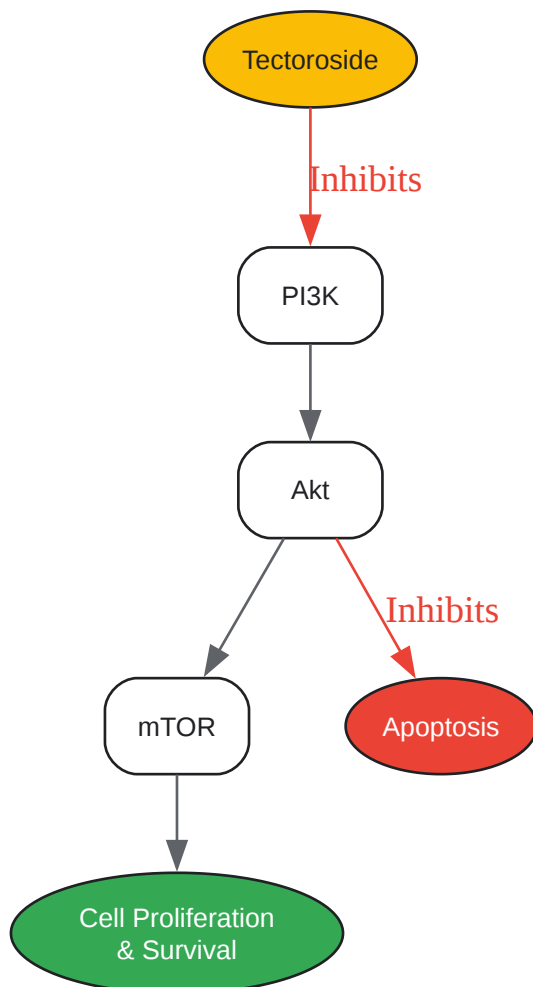 Tectoroside
Inhibits
PI3K
Akt
Inhibits
mTOR
Apoptosis
Cell Proliferation
& Survival